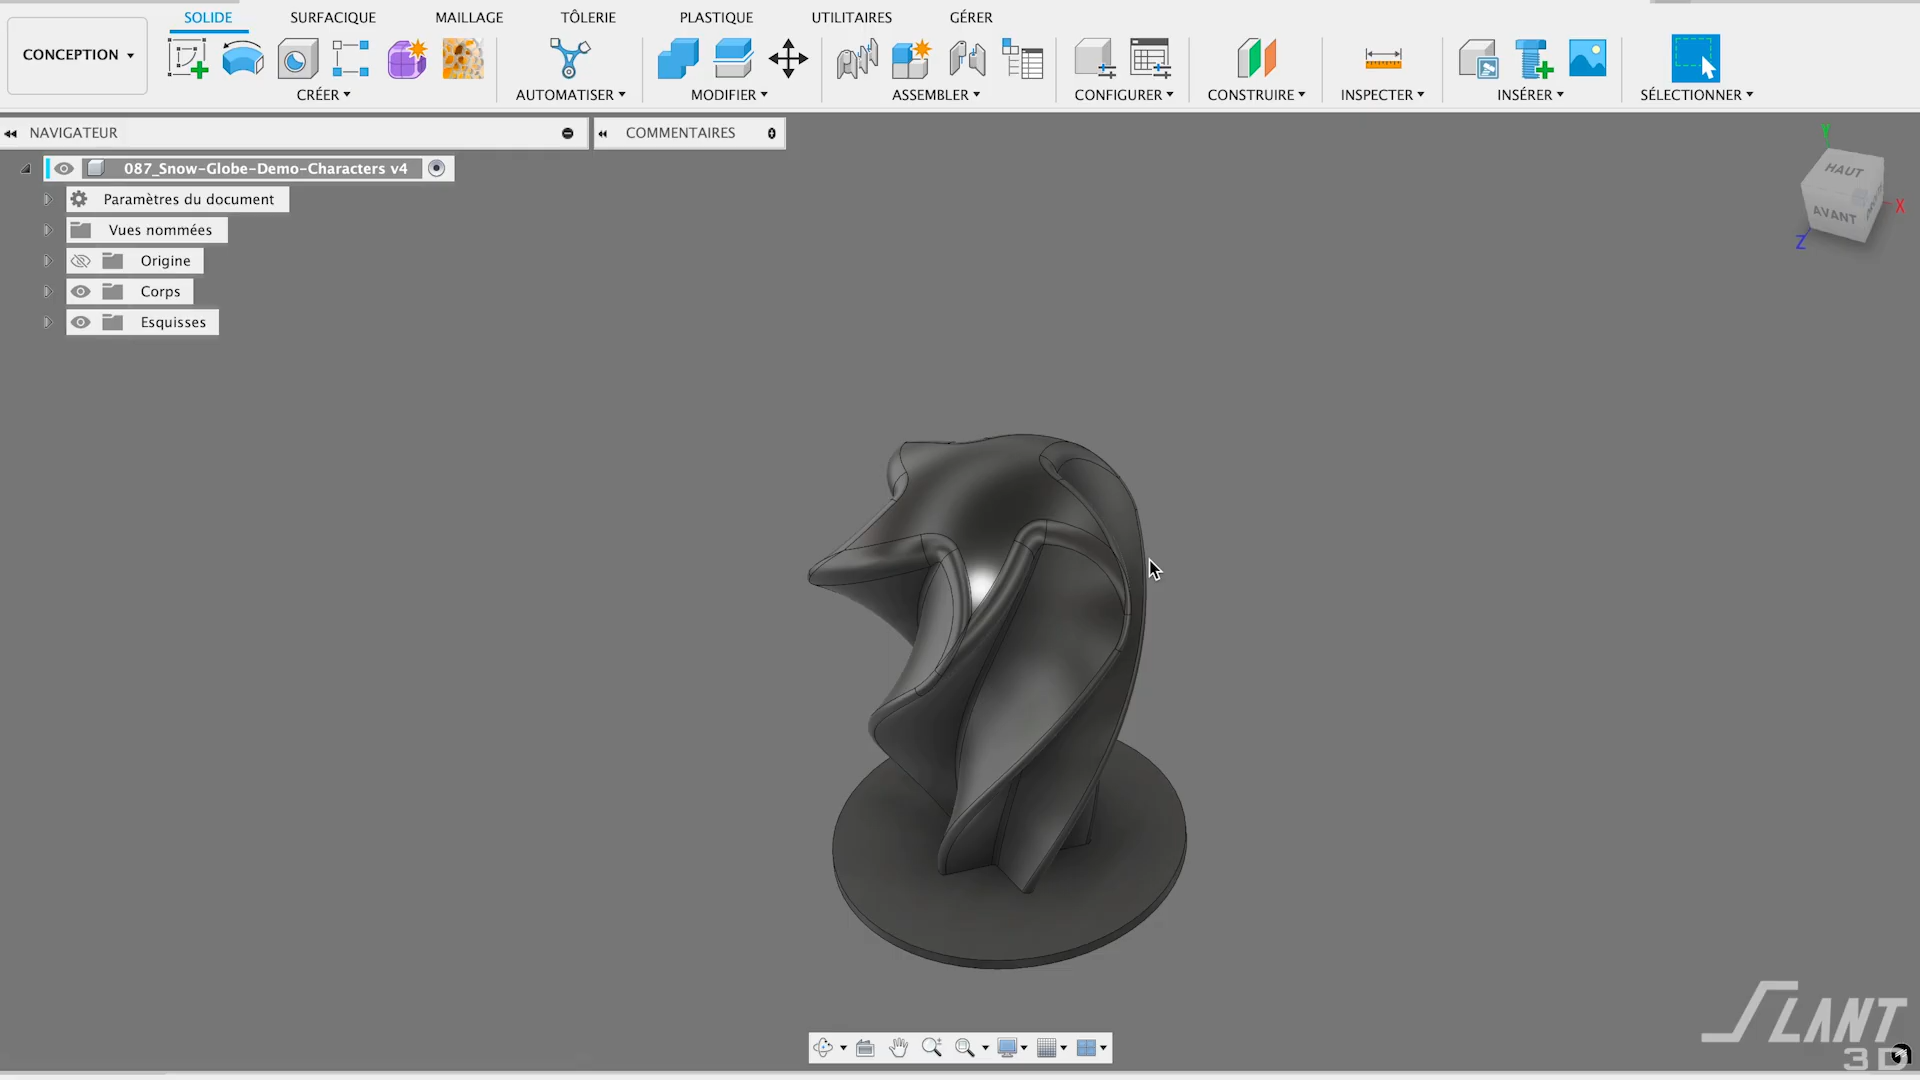 SOLIDE SURFACIQUE MAILLAGE TÔLERIE PLASTIQUE UTILITAIRES GÉRER
CONCEPTION
CRÉER AUTOMATISER MODIFIER ASSEMBLER CONFIGURER CONSTRUIRE INSPECTER INSÉRER SÉLECTIONNER
NAVIGATEUR COMMENTAIRES
087_Snow-Globe-Demo-Characters v4
Paramètres du document
Vues nommées
Origine
Corps
Esquisses
Y
HAUT
AVANT
X
Z
SLANT
3D